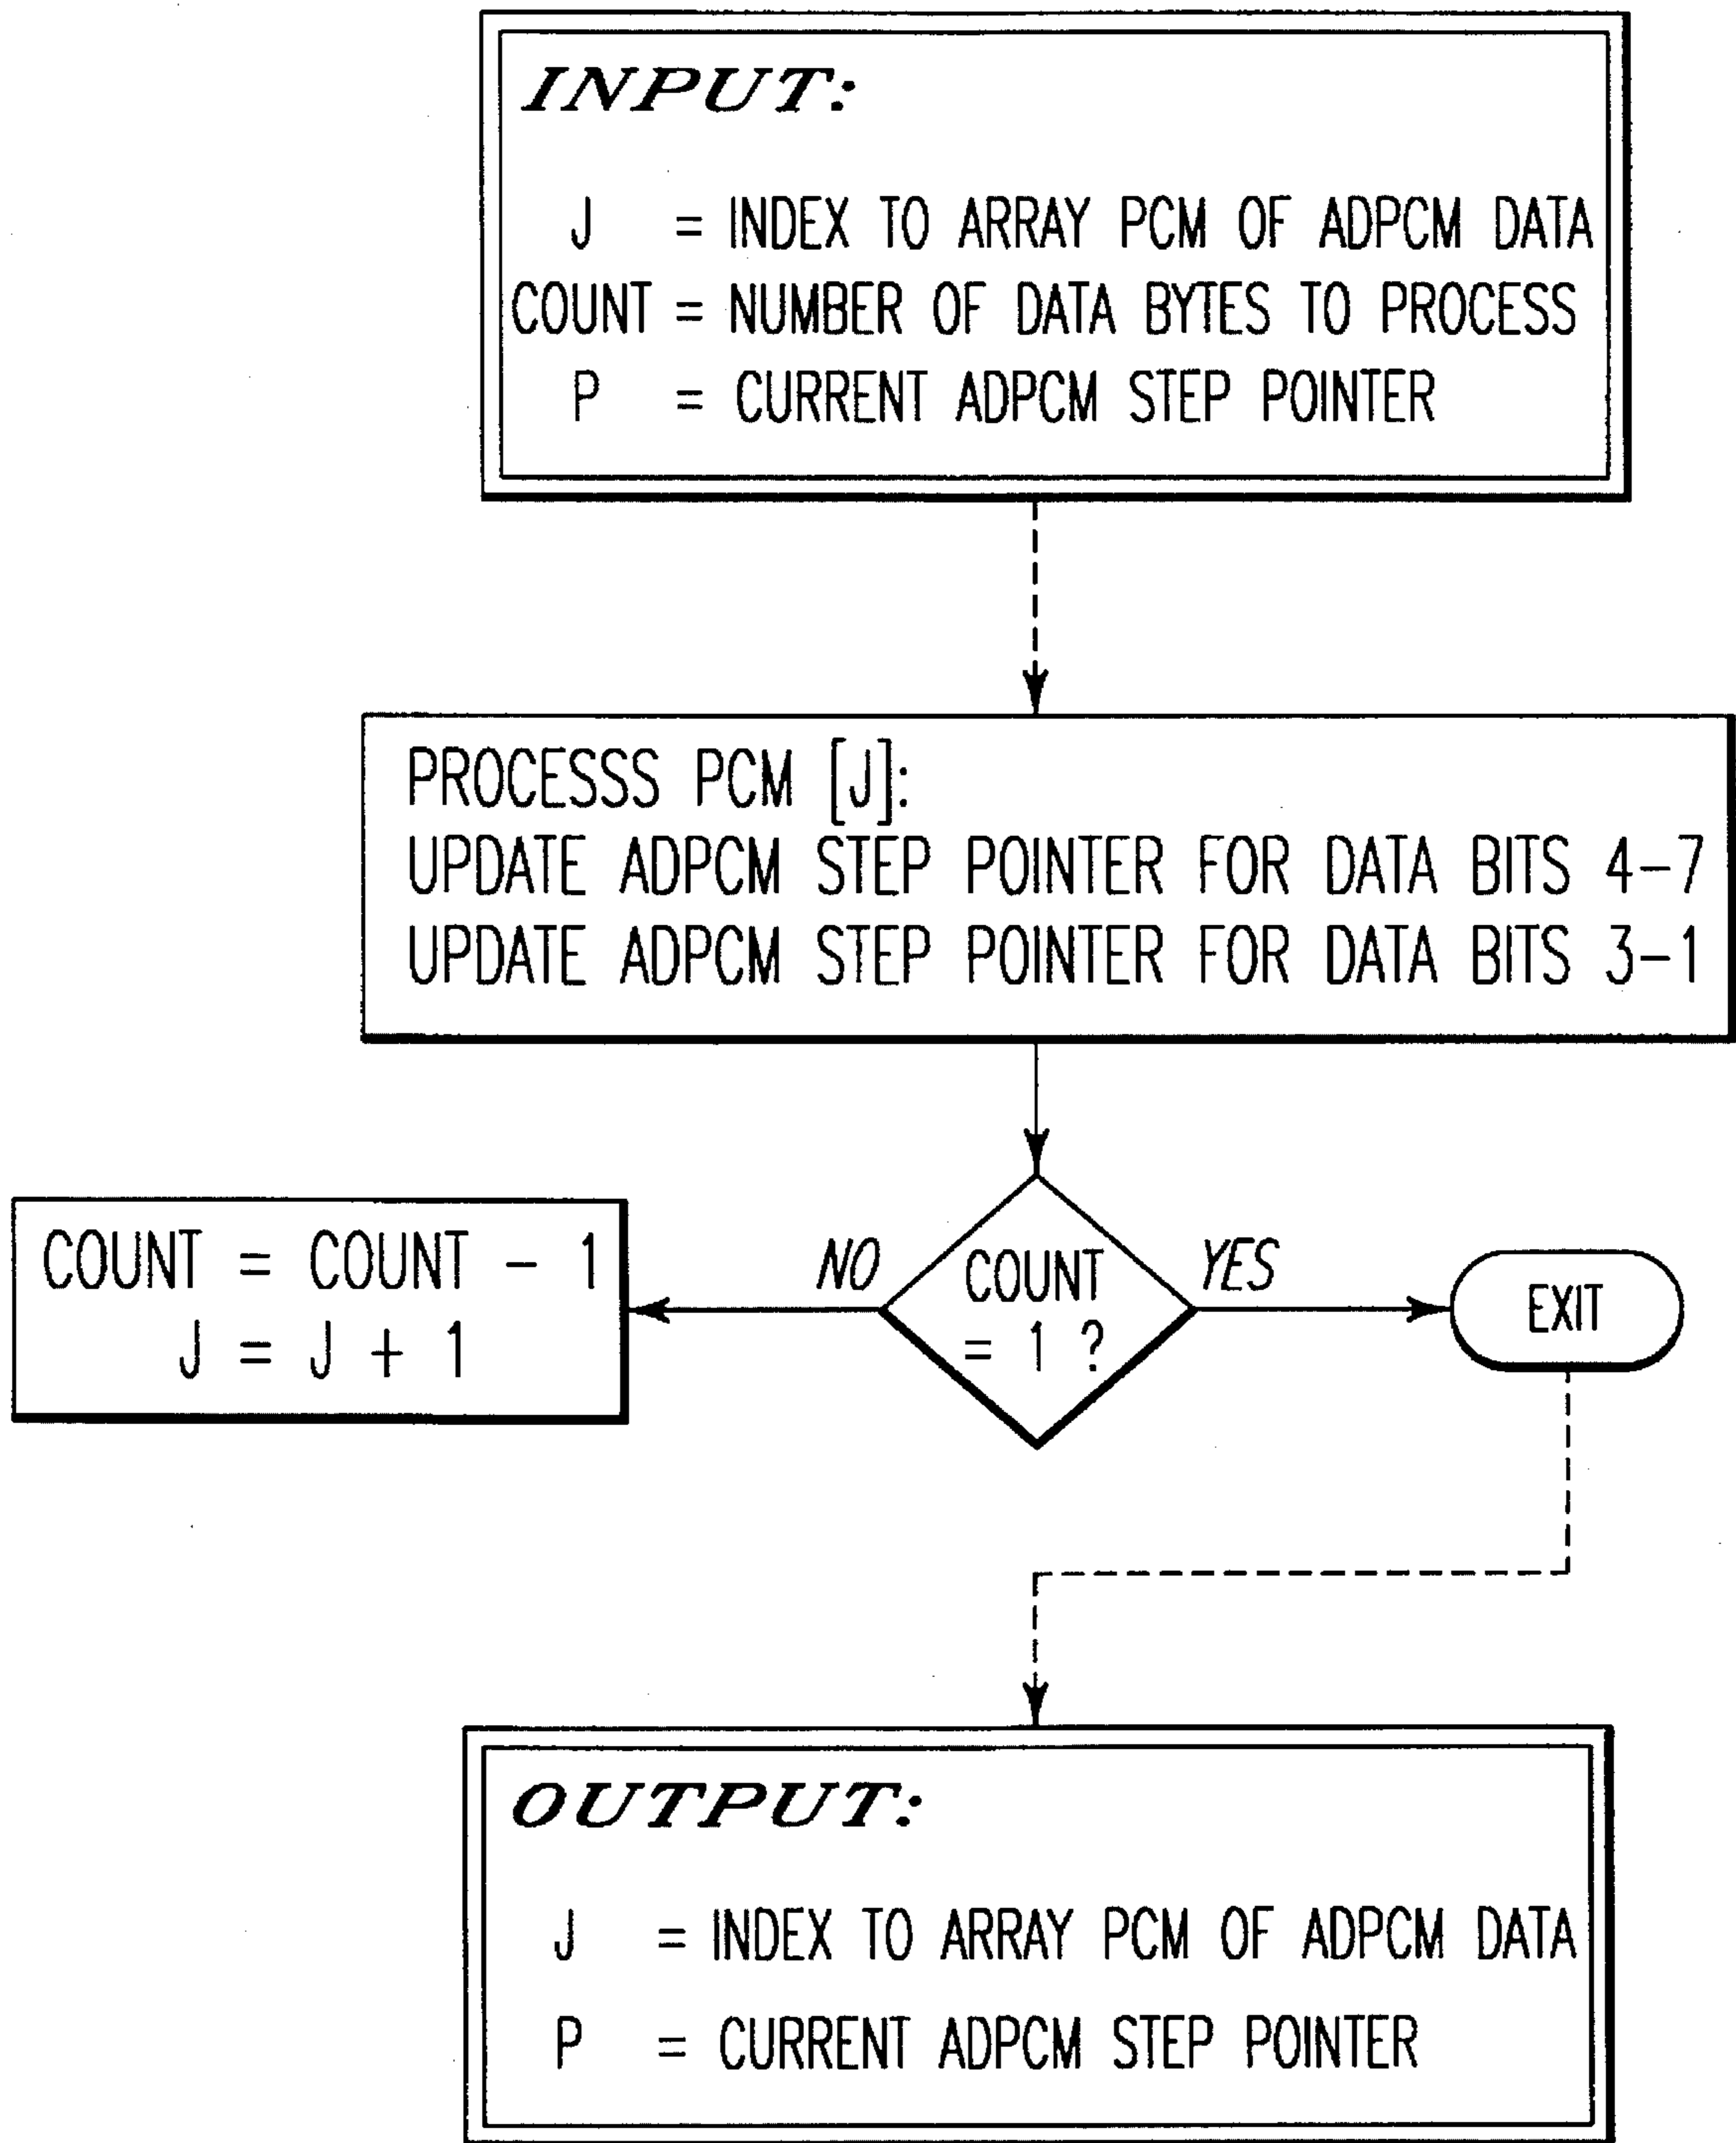 INPUT:
J = INDEX TO ARRAY PCM OF ADPCM DATA
COUNT = NUMBER OF DATA BYTES TO PROCESS
P = CURRENT ADPCM STEP POINTER
PROCESSS PCM [J]:
UPDATE ADPCM STEP POINTER FOR DATA BITS 4-7
UPDATE ADPCM STEP POINTER FOR DATA BITS 3-1
COUNT = COUNT - 1
J = J + 1
NO
COUNT
= 1 ?
YES
EXIT
OUTPUT:
J = INDEX TO ARRAY PCM OF ADPCM DATA
P = CURRENT ADPCM STEP POINTER